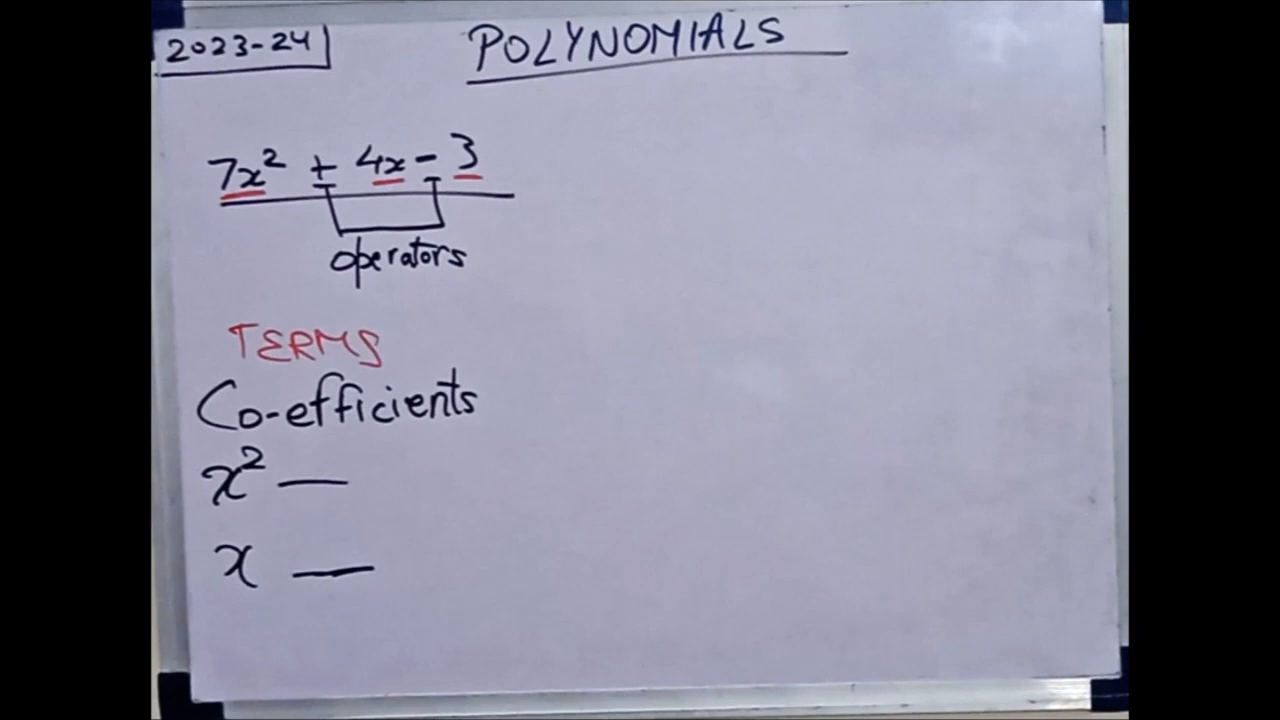 2023-24
POLYNOMIALS
7x² + 4x - 3
operators
TERMS
Co-efficients
x² —
x —